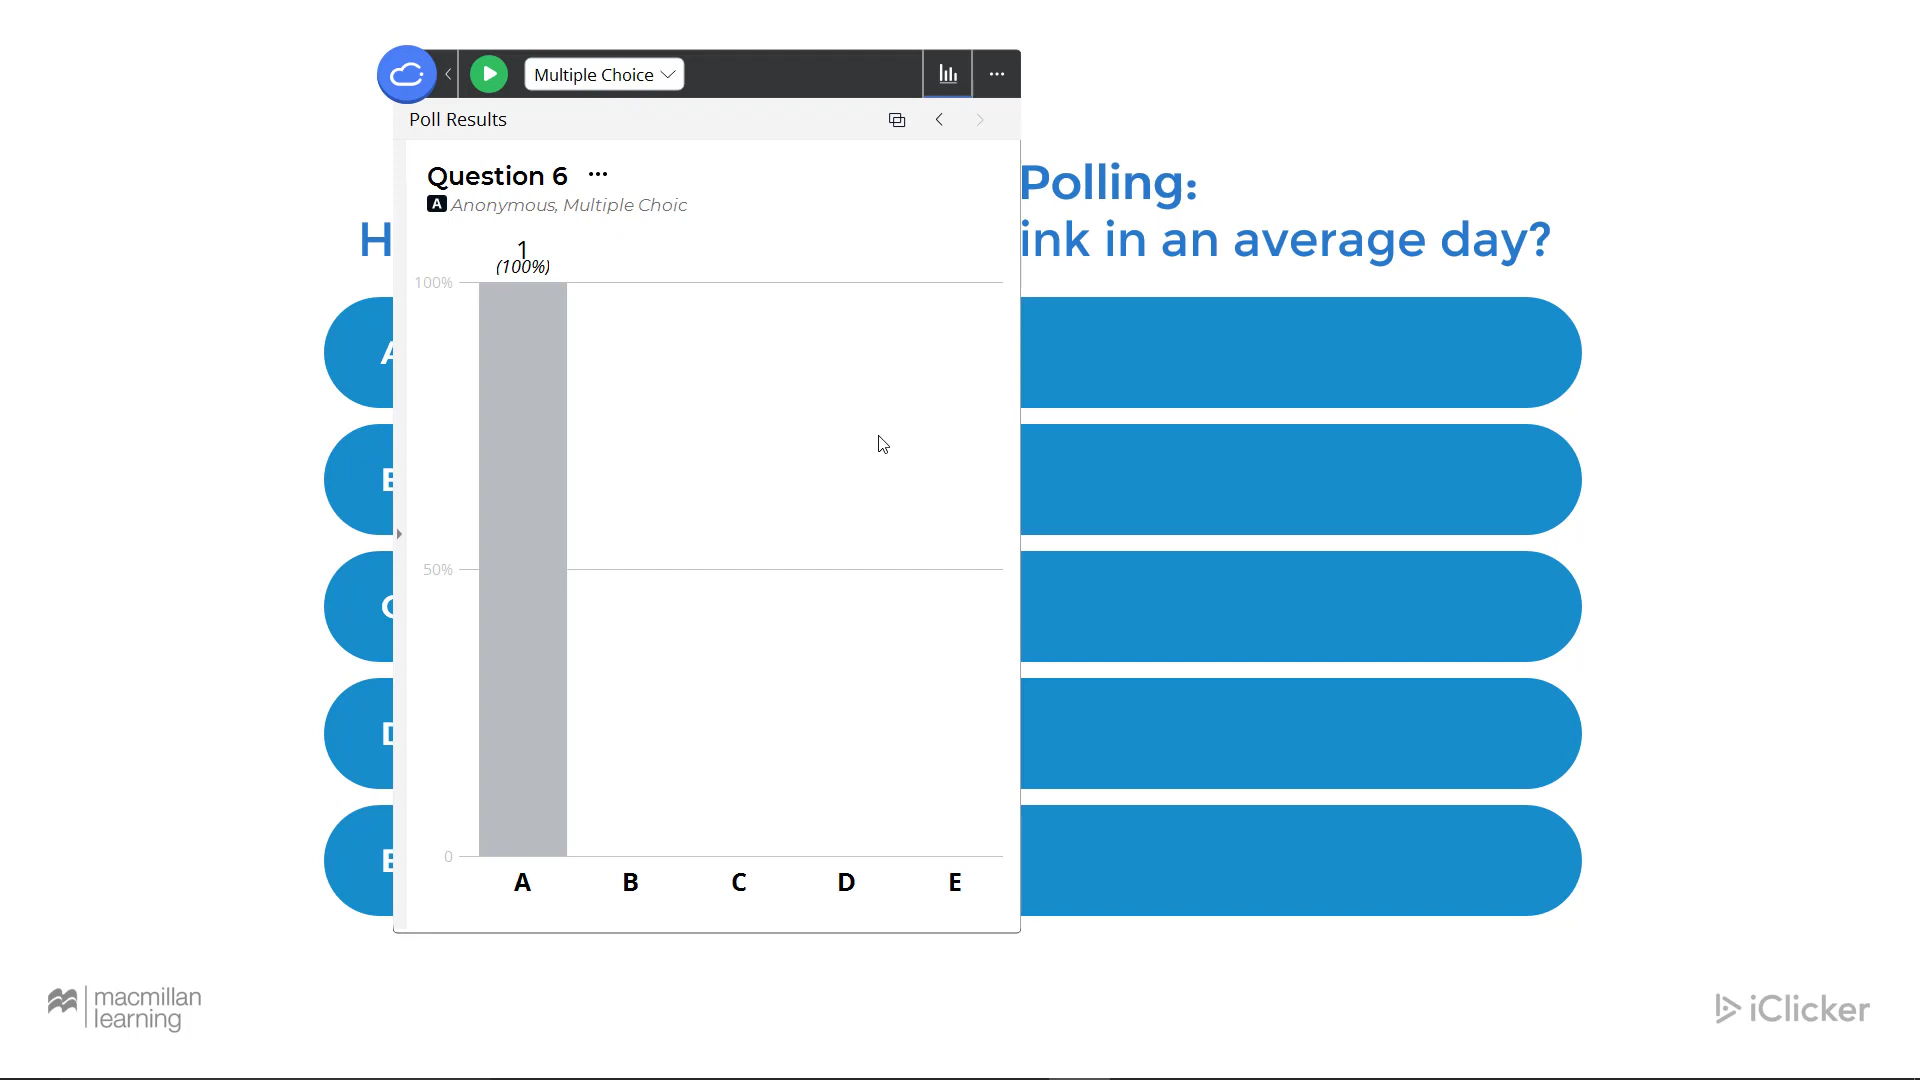 Multiple Choice
Poll Results
Question 6
A Anonymous, Multiple Choic
Polling:
ink in an average day?
1
(100%)
100%
50%
0
A B C D E
macmillan
learning
iClicker